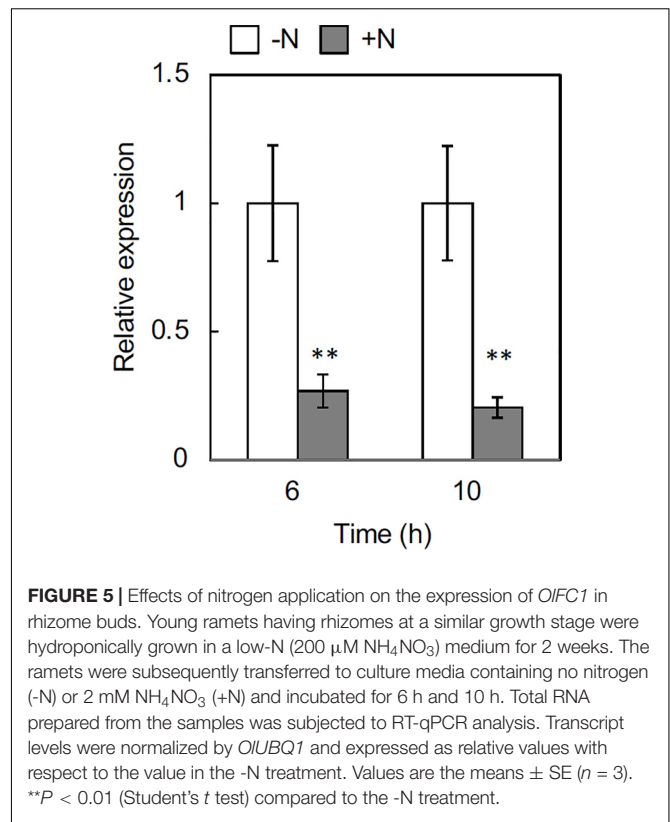 -N +N
1.5
1
0.5
0
Relative expression
**
**
6 10
Time (h)
FIGURE 5 | Effects of nitrogen application on the expression of OlFC1 in
rhizome buds. Young ramets having rhizomes at a similar growth stage were
hydroponically grown in a low-N (200 μM NH₄NO₃) medium for 2 weeks. The
ramets were subsequently transferred to culture media containing no nitrogen
(-N) or 2 mM NH₄NO₃ (+N) and incubated for 6 h and 10 h. Total RNA
prepared from the samples was subjected to RT-qPCR analysis. Transcript
levels were normalized by OlUBQ1 and expressed as relative values with
respect to the value in the -N treatment. Values are the means ± SE (n = 3).
**P < 0.01 (Student's t test) compared to the -N treatment.